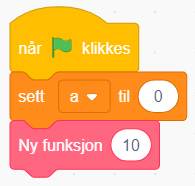 når klikkes
sett a til 0
Ny funksjon 10